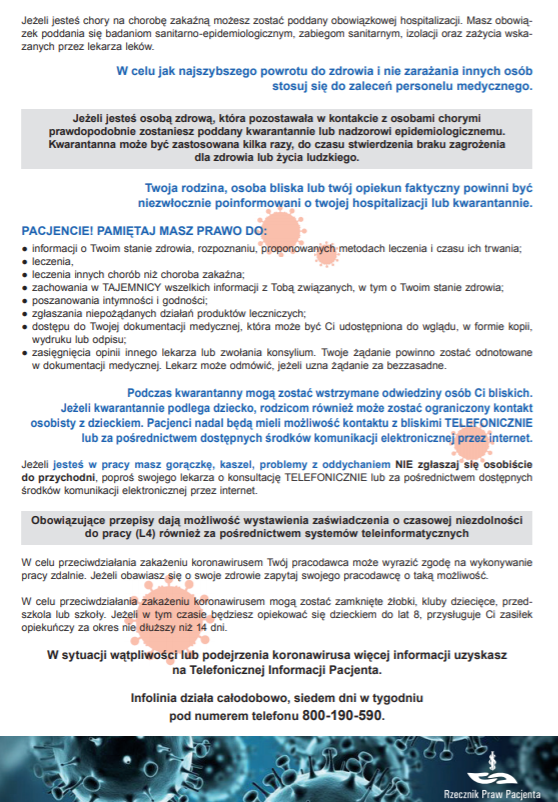 Jeżeli jesteś chory na chorobę zakaźną możesz zostać poddany obowiązkowej hospitalizacji. Masz obowią-
zek poddania się badaniom sanitarno-epidemiologicznym, zabiegom sanitarnym, izolacji oraz zażycia wska-
zanych przez lekarza leków.
W celu jak najszybszego powrotu do zdrowia i nie zarażania innych osób
stosuj się do zaleceń personelu medycznego.
Jeżeli jesteś osobą zdrową, która pozostawała w kontakcie z osobami chorymi
prawdopodobnie zostaniesz poddany kwarantannie lub nadzorowi epidemiologicznemu.
Kwarantanna może być zastosowana kilka razy, do czasu stwierdzenia braku zagrożenia
dla zdrowia lub życia ludzkiego.
Twoja rodzina, osoba bliska lub twój opiekun faktyczny powinni być
niezwłocznie poinformowani o twojej hospitalizacji lub kwarantannie.
PACJENCIE! PAMIĘTAJ MASZ PRAWO DO:
● informacji o Twoim stanie zdrowia, rozpoznaniu, proponowanych metodach leczenia i czasu ich trwania;
● leczenia,
● leczenia innych chorób niż choroba zakaźna;
● zachowania w TAJEMNICY wszelkich informacji z Tobą związanych, w tym o Twoim stanie zdrowia;
● poszanowania intymności i godności;
● zgłaszania niepożądanych działań produktów leczniczych;
● dostępu do Twojej dokumentacji medycznej, która może być Ci udostępniona do wglądu, w formie kopii,
wydruku lub odpisu;
● zasięgnięcia opinii innego lekarza lub zwołania konsylium. Twoje żądanie powinno zostać odnotowane
w dokumentacji medycznej. Lekarz może odmówić, jeżeli uzna żądanie za bezzasadne.
Podczas kwarantanny mogą zostać wstrzymane odwiedziny osób Ci bliskich.
Jeżeli kwarantannie podlega dziecko, rodzicom również może zostać ograniczony kontakt
osobisty z dzieckiem. Pacjenci nadal będą mieli możliwość kontaktu z bliskimi TELEFONICZNIE
lub za pośrednictwem dostępnych środków komunikacji elektronicznej przez internet.
Jeżeli jesteś w pracy masz gorączkę, kaszel, problemy z oddychaniem NIE zgłaszaj się osobiście
do przychodni, poproś swojego lekarza o konsultację TELEFONICZNIE lub za pośrednictwem dostępnych
środków komunikacji elektronicznej przez internet.
Obowiązujące przepisy dają możliwość wystawienia zaświadczenia o czasowej niezdolności
do pracy (L4) również za pośrednictwem systemów teleinformatycznych
W celu przeciwdziałania zakażeniu koronawirusem Twój pracodawca może wyrazić zgodę na wykonywanie
pracy zdalnie. Jeżeli obawiasz się o swoje zdrowie zapytaj swojego pracodawcę o taką możliwość.
W celu przeciwdziałania zakażeniu koronawirusem mogą zostać zamknięte żłobki, kluby dziecięce, przed-
szkola lub szkoły. Jeżeli w tym czasie będziesz opiekować się dzieckiem do lat 8, przysługuje Ci zasiłek
opiekuńczy za okres nie dłuższy niż 14 dni.
W sytuacji wątpliwości lub podejrzenia koronawirusa więcej informacji uzyskasz
na Telefonicznej Informacji Pacjenta.
Infolinia działa całodobowo, siedem dni w tygodniu
pod numerem telefonu 800-190-590.
Rzecznik Praw Pacjenta